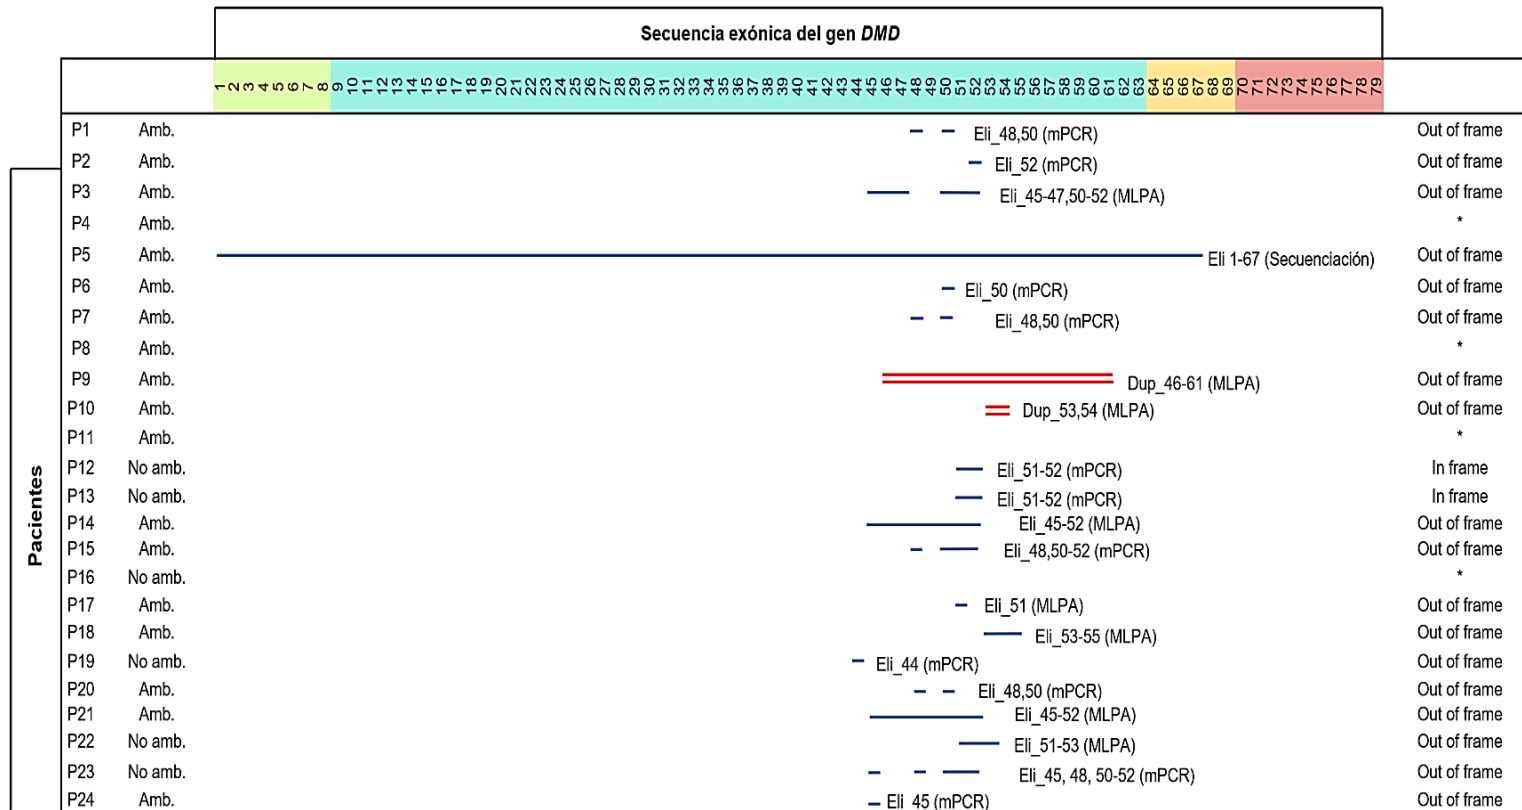 Secuencia exónica del gen DMD
1 2 3 4 5 6 7 8 9 10 11 12 13 14 15 16 17 18 19 20 21 22 23 24 25 26 27 28 29 30 31 32 33 34 35 36 37 38 39 40 41 42 43 44 45 46 47 48 49 50 51 52 53 54 55 56 57 58 59 60 61 62 63 64 65 66 67 68 69 70 71 72 73 74 75 76 77 78 79
Pacientes
P1 Amb. Eli_48,50 (mPCR) Out of frame
P2 Amb. Eli_52 (mPCR) Out of frame
P3 Amb. Eli_45-47,50-52 (MLPA) Out of frame
P4 Amb. *
P5 Amb. Eli 1-67 (Secuenciación) Out of frame
P6 Amb. Eli_50 (mPCR) Out of frame
P7 Amb. Eli_48,50 (mPCR) Out of frame
P8 Amb. *
P9 Amb. Dup_46-61 (MLPA) Out of frame
P10 Amb. Dup_53,54 (MLPA) Out of frame
P11 Amb. *
P12 No amb. Eli_51-52 (mPCR) In frame
P13 No amb. Eli_51-52 (mPCR) In frame
P14 Amb. Eli_45-52 (MLPA) Out of frame
P15 Amb. Eli_48,50-52 (mPCR) Out of frame
P16 No amb. *
P17 Amb. Eli_51 (MLPA) Out of frame
P18 Amb. Eli_53-55 (MLPA) Out of frame
P19 No amb. Eli_44 (mPCR) Out of frame
P20 Amb. Eli_48,50 (mPCR) Out of frame
P21 Amb. Eli_45-52 (MLPA) Out of frame
P22 No amb. Eli_51-53 (MLPA) Out of frame
P23 No amb. Eli_45, 48, 50-52 (mPCR) Out of frame
P24 Amb. Eli_45 (mPCR) Out of frame